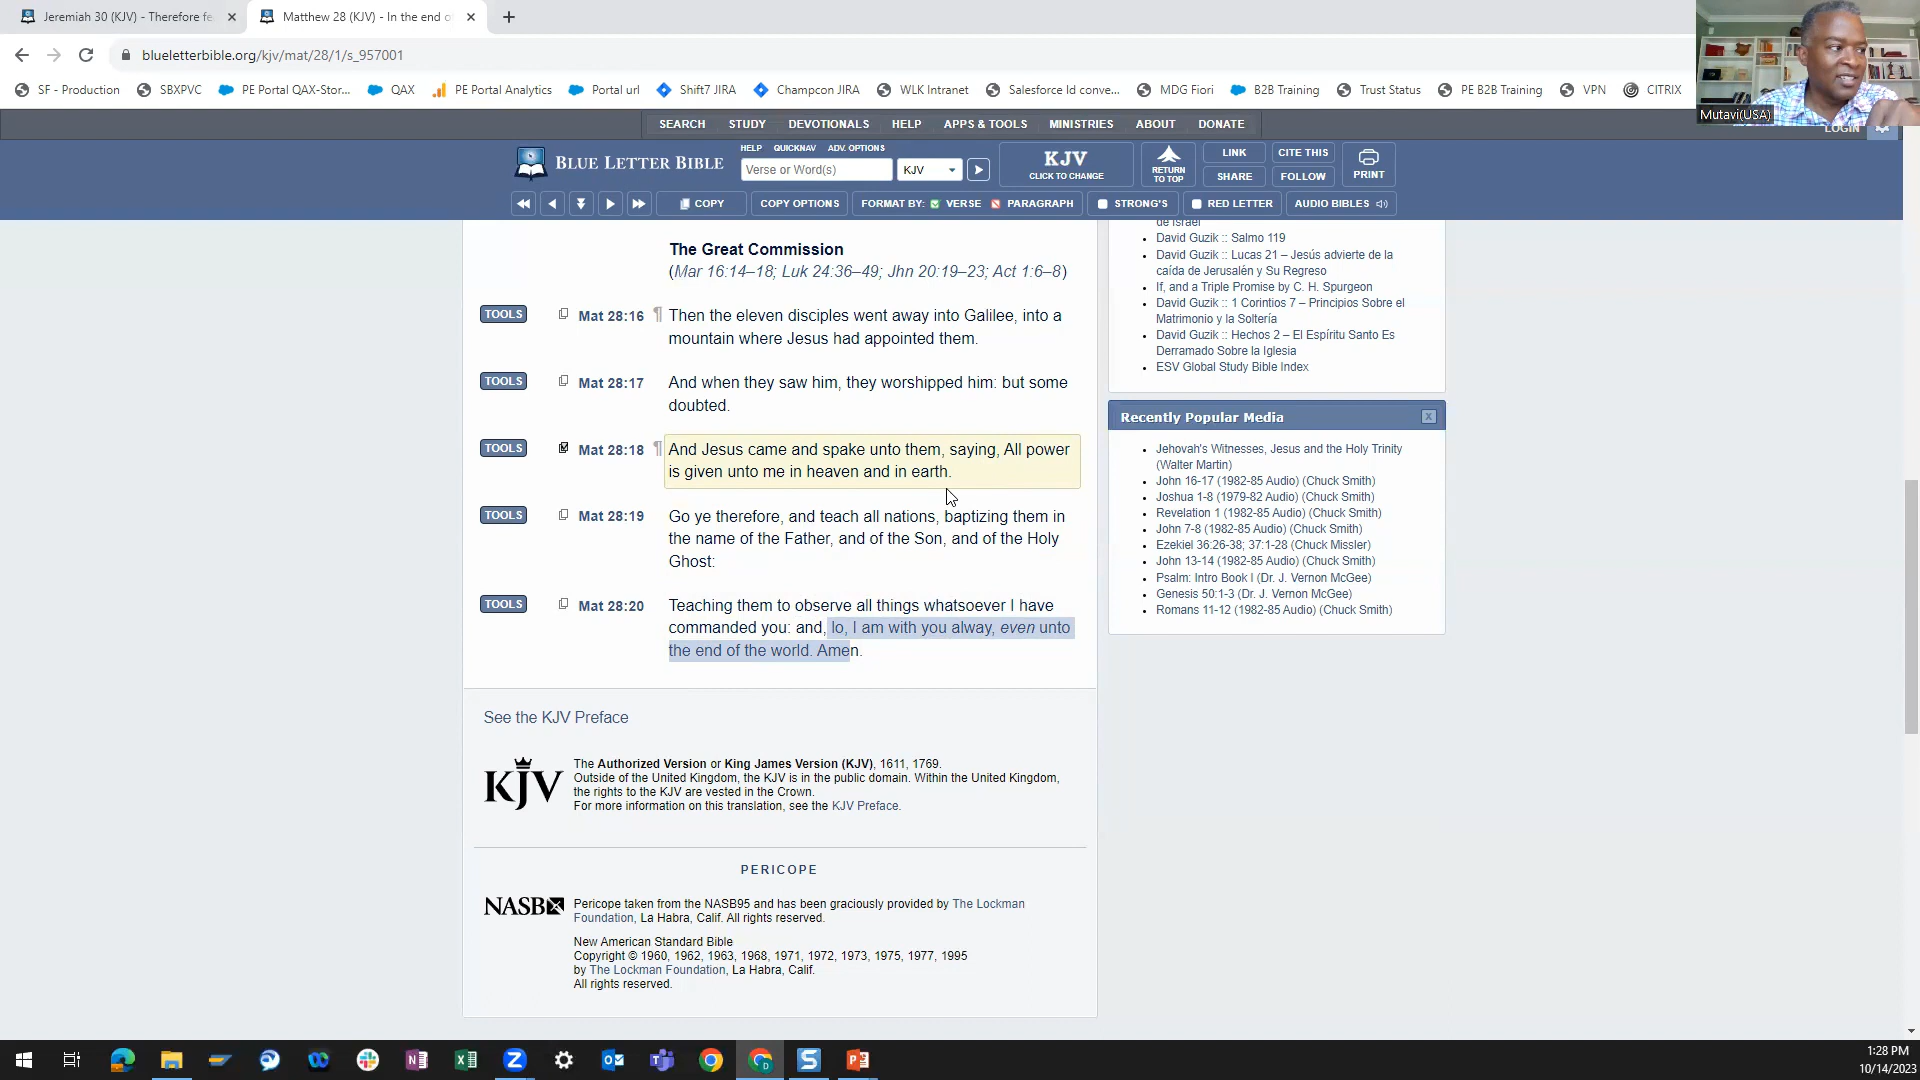 Jeremiah 30 (KJV) - Therefore fe
Matthew 28 (KJV) - In the end o
blueletterbible.org/kjv/mat/28/1/s_957001
SF - Production
SBXPVC
PE Portal QAX-Stor...
QAX
PE Portal Analytics
Portal url
Shift7 JIRA
Champcon JIRA
WLK Intranet
Salesforce Id conve...
MDG Fiori
B2B Training
Trust Status
PE B2B Training
VPN
CITRIX
Mutavi(USA)
SEARCH STUDY DEVOTIONALS HELP APPS & TOOLS MINISTRIES ABOUT DONATE
LOGIN
BLUE LETTER BIBLE
HELP QUICKNAV ADV. OPTIONS
Verse or Word(s)
KJV
KJV
CLICK TO CHANGE
RETURN
TO TOP
LINK
SHARE
CITE THIS
FOLLOW
PRINT
COPY
COPY OPTIONS
FORMAT BY: VERSE PARAGRAPH
STRONG'S
RED LETTER
AUDIO BIBLES
The Great Commission
(Mar 16:14–18; Luk 24:36–49; Jhn 20:19–23; Act 1:6–8)
TOOLS Mat 28:16 ¶ Then the eleven disciples went away into Galilee, into a
mountain where Jesus had appointed them.
TOOLS Mat 28:17 And when they saw him, they worshipped him: but some
doubted.
TOOLS Mat 28:18 ¶ And Jesus came and spake unto them, saying, All power
is given unto me in heaven and in earth.
TOOLS Mat 28:19 Go ye therefore, and teach all nations, baptizing them in
the name of the Father, and of the Son, and of the Holy
Ghost:
TOOLS Mat 28:20 Teaching them to observe all things whatsoever I have
commanded you: and, lo, I am with you alway, even unto
the end of the world. Amen.
See the KJV Preface
KJV
The Authorized Version or King James Version (KJV), 1611, 1769.
Outside of the United Kingdom, the KJV is in the public domain. Within the United Kingdom,
the rights to the KJV are vested in the Crown.
For more information on this translation, see the KJV Preface.
PERICOPE
NASB
Pericope taken from the NASB95 and has been graciously provided by The Lockman
Foundation, La Habra, Calif. All rights reserved.
New American Standard Bible
Copyright © 1960, 1962, 1963, 1968, 1971, 1972, 1973, 1975, 1977, 1995
by The Lockman Foundation, La Habra, Calif.
All rights reserved.
de Israel
David Guzik :: Salmo 119
David Guzik :: Lucas 21 – Jesús advierte de la
caída de Jerusalén y Su Regreso
If, and a Triple Promise by C. H. Spurgeon
David Guzik :: 1 Corintios 7 – Principios Sobre el
Matrimonio y la Soltería
David Guzik :: Hechos 2 – El Espíritu Santo Es
Derramado Sobre la Iglesia
ESV Global Study Bible Index
Recently Popular Media
x
Jehovah's Witnesses, Jesus and the Holy Trinity
(Walter Martin)
John 16-17 (1982-85 Audio) (Chuck Smith)
Joshua 1-8 (1979-82 Audio) (Chuck Smith)
Revelation 1 (1982-85 Audio) (Chuck Smith)
John 7-8 (1982-85 Audio) (Chuck Smith)
Ezekiel 36:26-38; 37:1-28 (Chuck Missler)
John 13-14 (1982-85 Audio) (Chuck Smith)
Psalm: Intro Book I (Dr. J. Vernon McGee)
Genesis 50:1-3 (Dr. J. Vernon McGee)
Romans 11-12 (1982-85 Audio) (Chuck Smith)
1:28 PM
10/14/2023